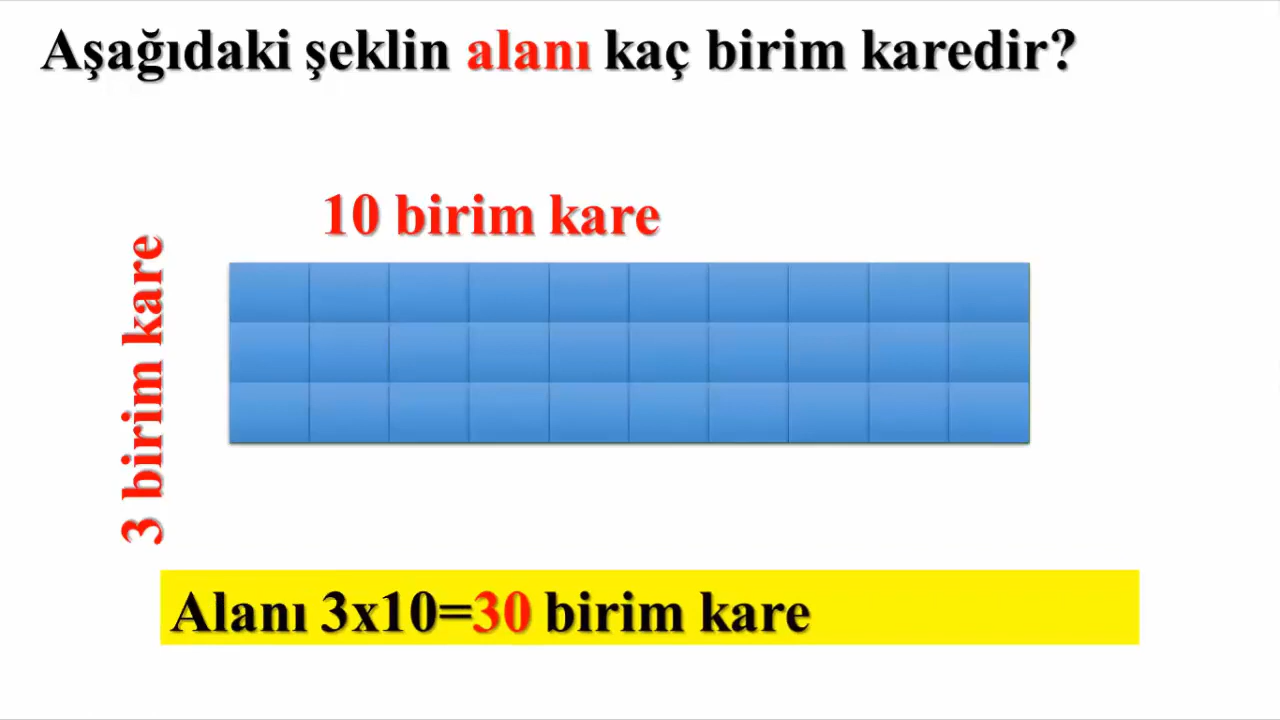 Aşağıdaki şeklin alanı kaç birim karedir?
10 birim kare
3 birim kare
Alanı 3x10=30 birim kare